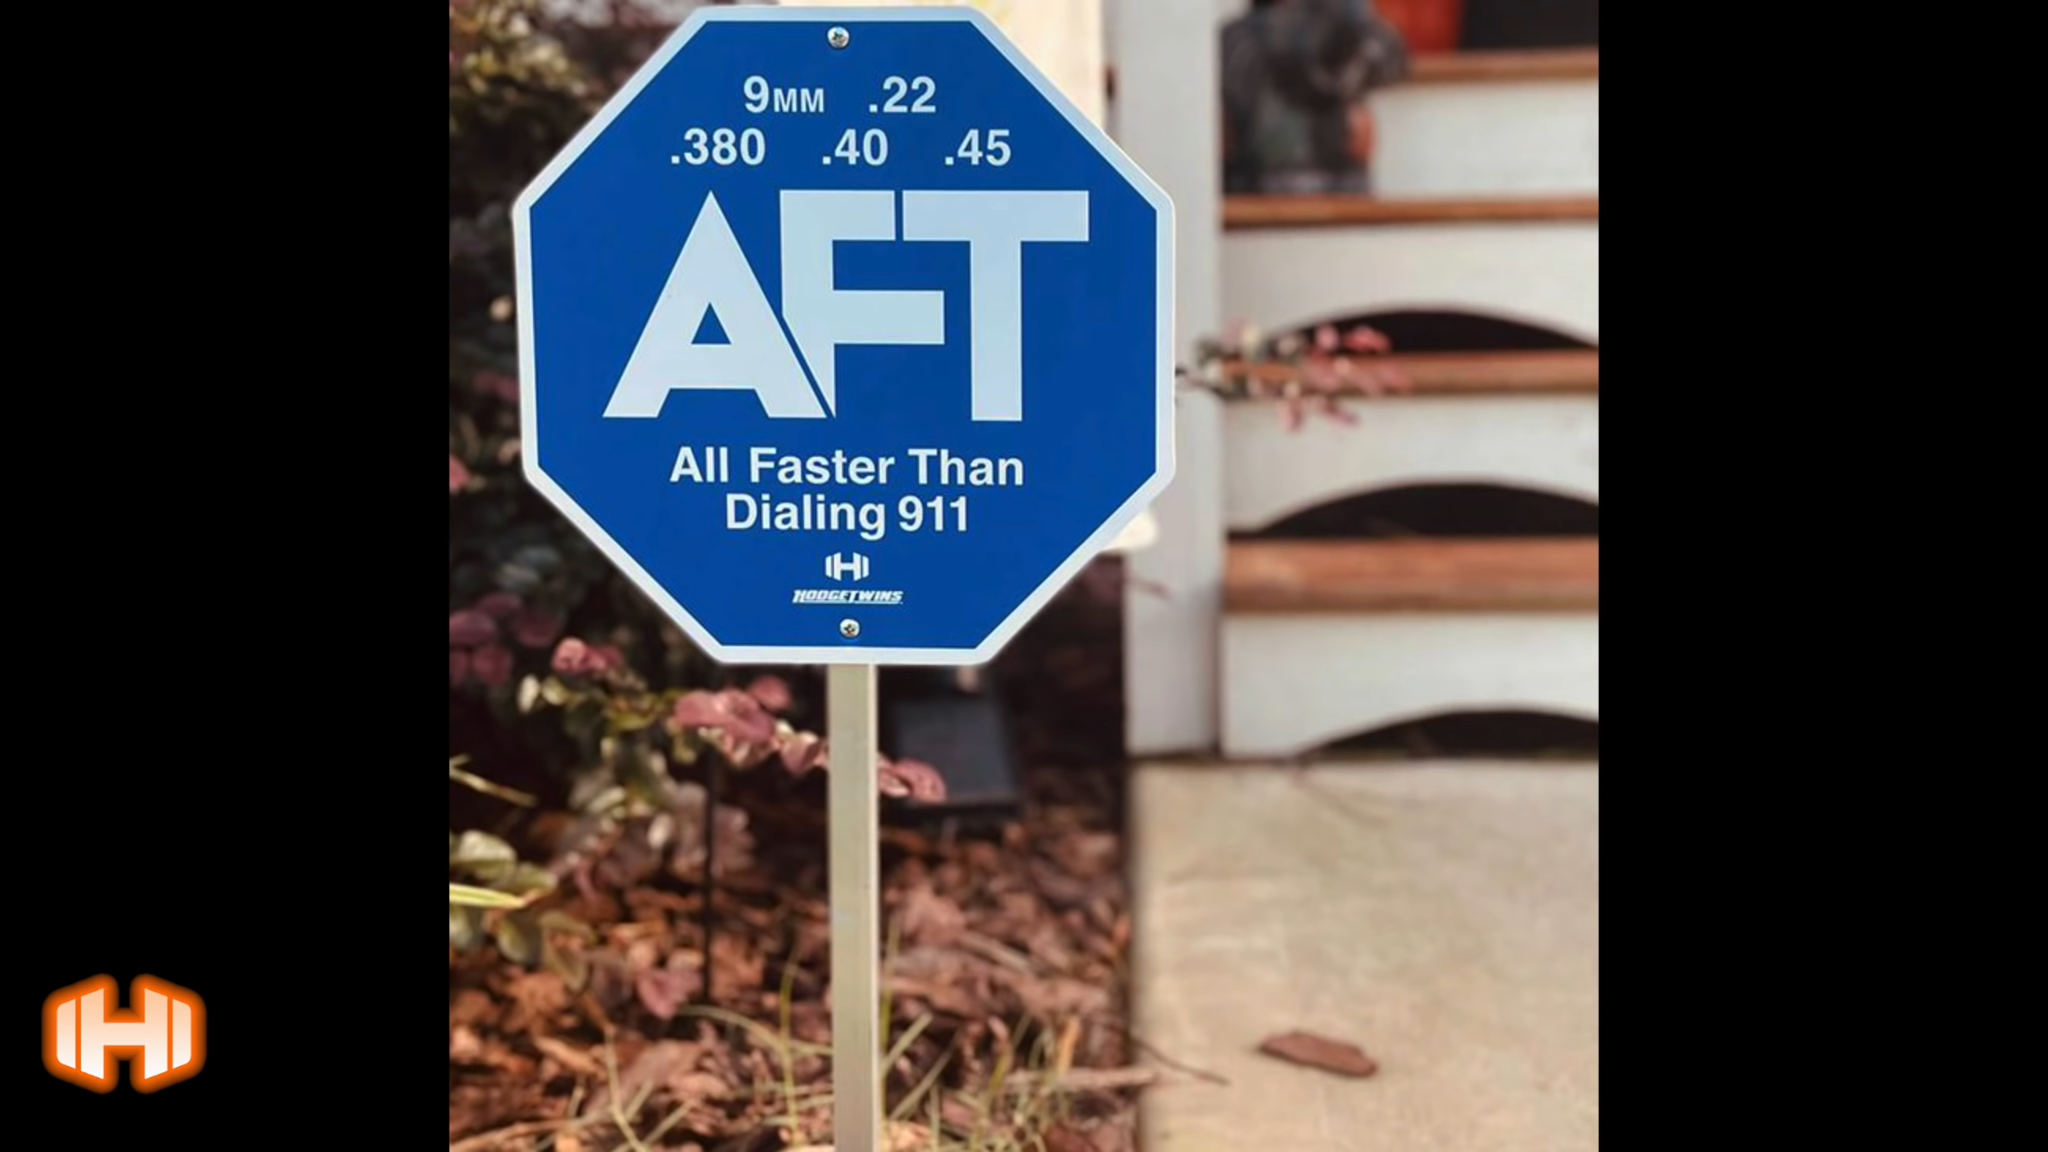 9MM .22
.380 .40 .45
AFT
All Faster Than
Dialing 911
H
HODGETWINS
H